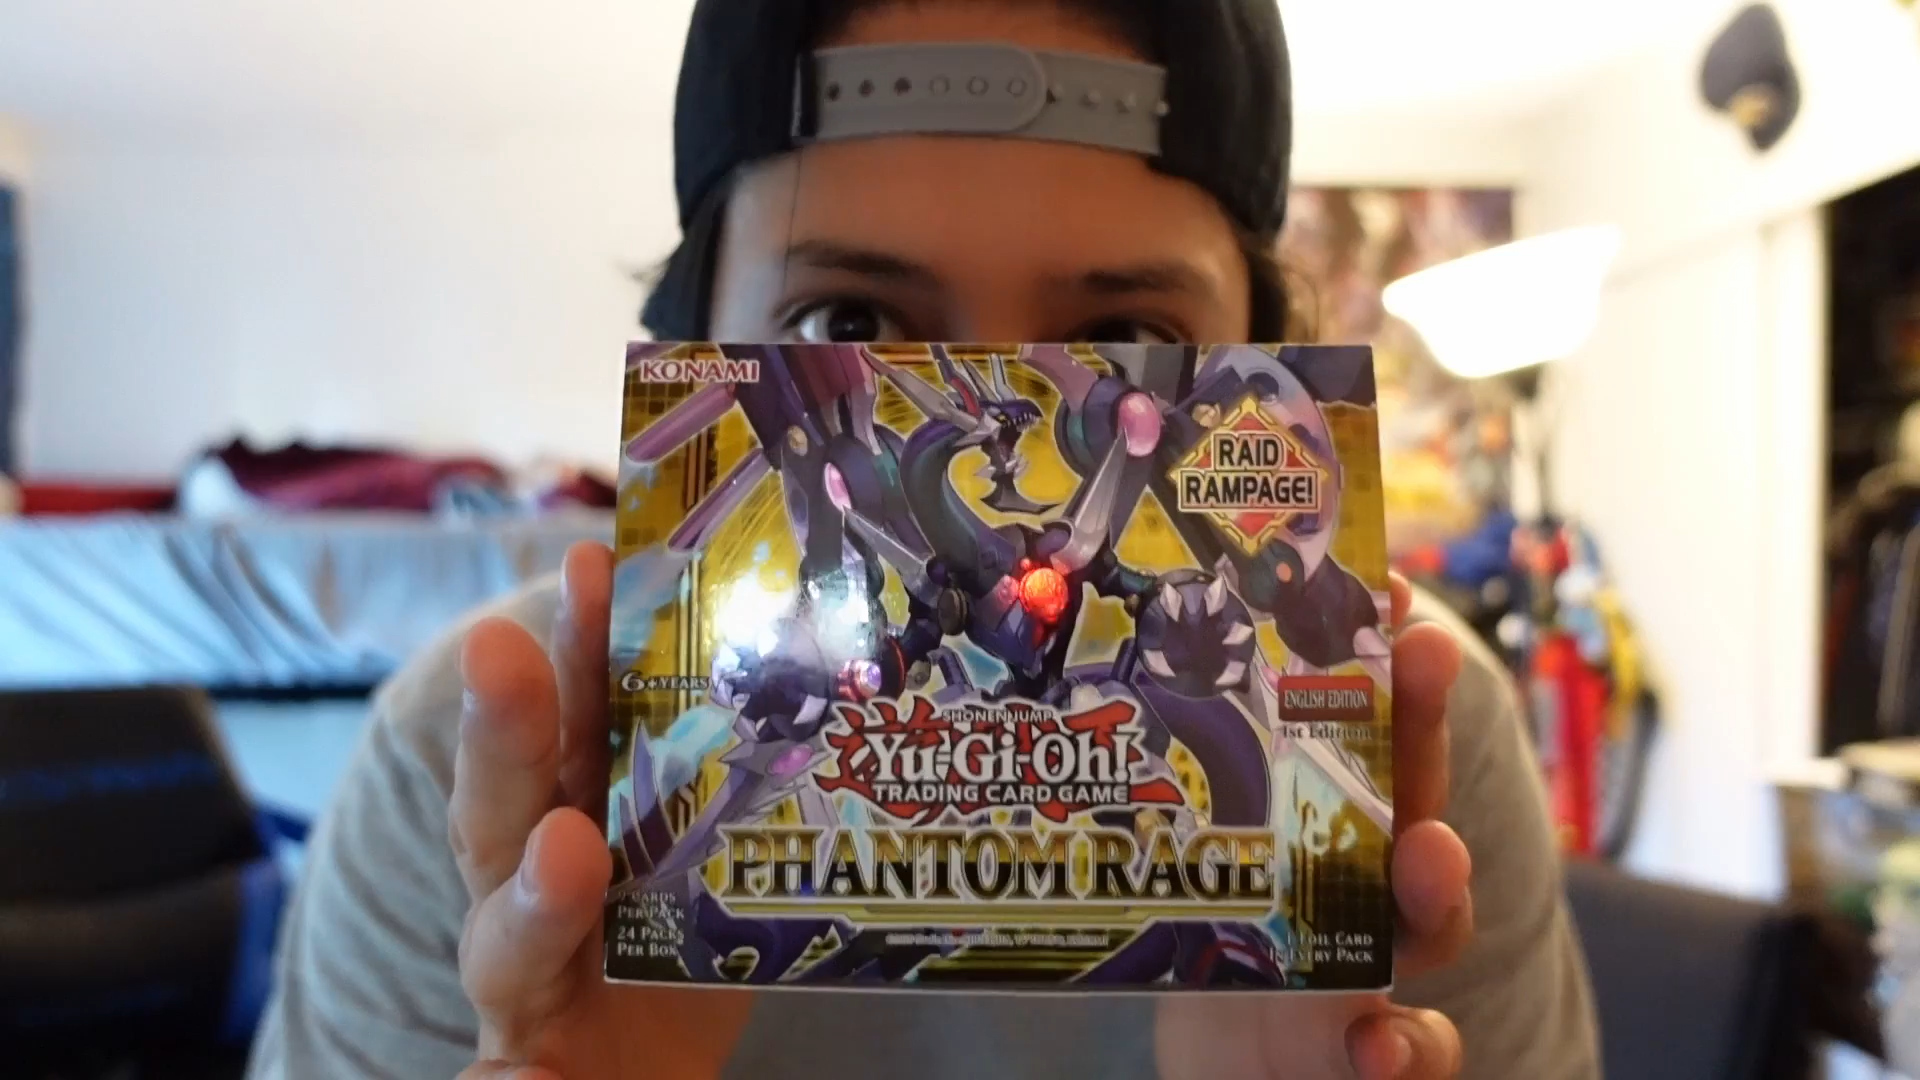 KONAMI
RAID
RAMPAGE!
6+YEARS
ENGLISH EDITION
1st Edition
SHONEN JUMP
Yu-Gi-Oh!
TRADING CARD GAME
PHANTOM RAGE
9 CARDS
PER PACK
24 PACKS
PER BOX
1 FOIL CARD
IN EVERY PACK